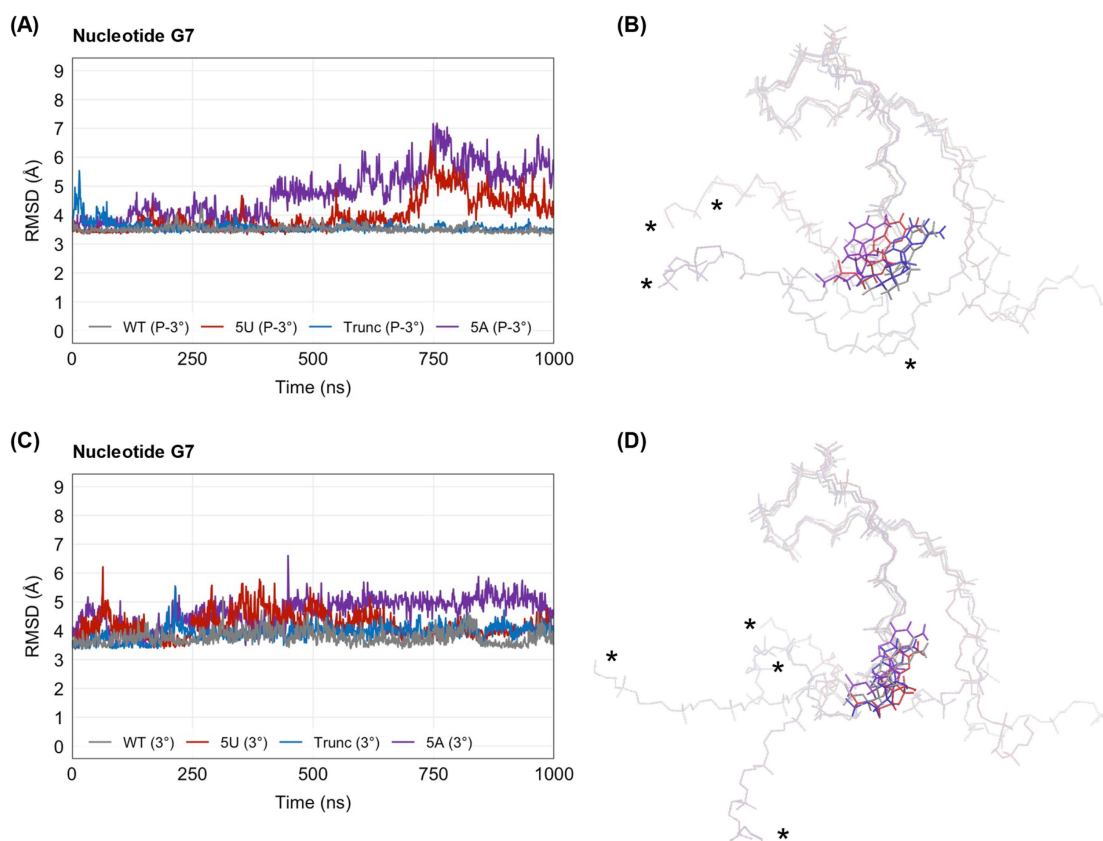 (A)
Nucleotide G7
9
8
7
6
5
4
3
2
1
0
RMSD (Å)
WT (P-3°) 5U (P-3°) Trunc (P-3°) 5A (P-3°)
0 250 500 750 1000
Time (ns)
(B)
*
*
*
*
(C)
Nucleotide G7
9
8
7
6
5
4
3
2
1
0
RMSD (Å)
WT (3°) 5U (3°) Trunc (3°) 5A (3°)
0 250 500 750 1000
Time (ns)
(D)
*
*
*
*